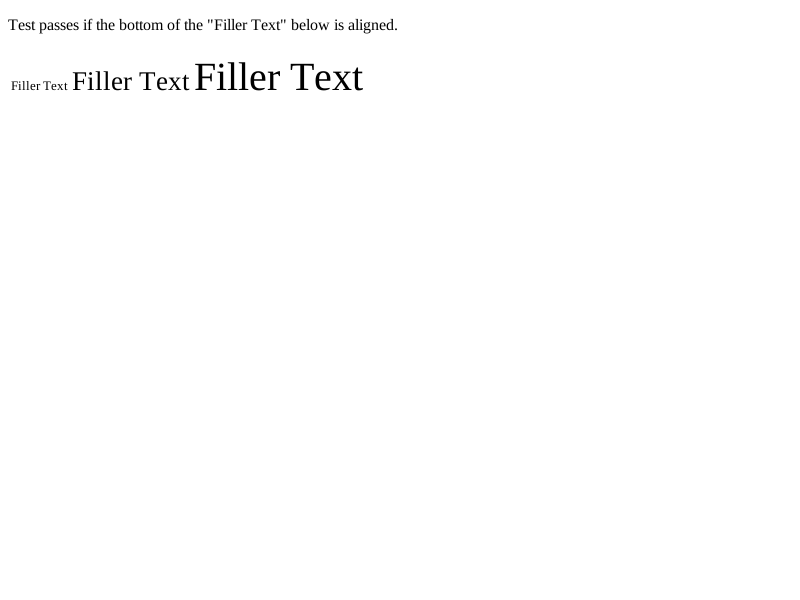 Test passes if the bottom of the "Filler Text" below is aligned.
Filler Text Filler Text Filler Text